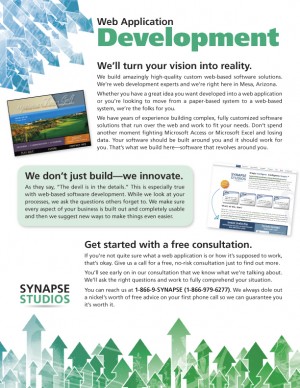 Web Application
Development
We'll turn your vision into reality.
We build amazingly high-quality custom web-based software solutions.
We're web development experts and we're right here in Mesa, Arizona.
Whether you have a great idea you want developed into a web application
or you're looking to move from a paper-based system to a web-based
system, we're the folks for you.
We have years of experience building complex, fully customized software
solutions that run over the web and work to fit your needs. Don't spend
another moment fighting Microsoft Access or Microsoft Excel and losing
data. Your software should be built around you and it should work for
you. That's what we build here—software that revolves around you.
We don't just build—we innovate.
As they say, "The devil is in the details." This is especially true
with web-based software development. While we look at your
processes, we ask the questions others forget to. We make sure
every aspect of your business is built out and completely usable
and then we suggest new ways to make things even easier.
Get started with a free consultation.
If you're not quite sure what a web application is or how it's supposed to work,
that's okay. Give us a call for a free, no-risk consultation just to find out more.
You'll see early on in our consultation that we know what we're talking about.
We'll ask the right questions and work to fully comprehend your situation.
You can reach us at 1-866-9-SYNAPSE (1-866-979-6277). We always dole out
a nickel's worth of free advice on your first phone call so we can guarantee you
it's worth it.
SYNAPSE
STUDIOS